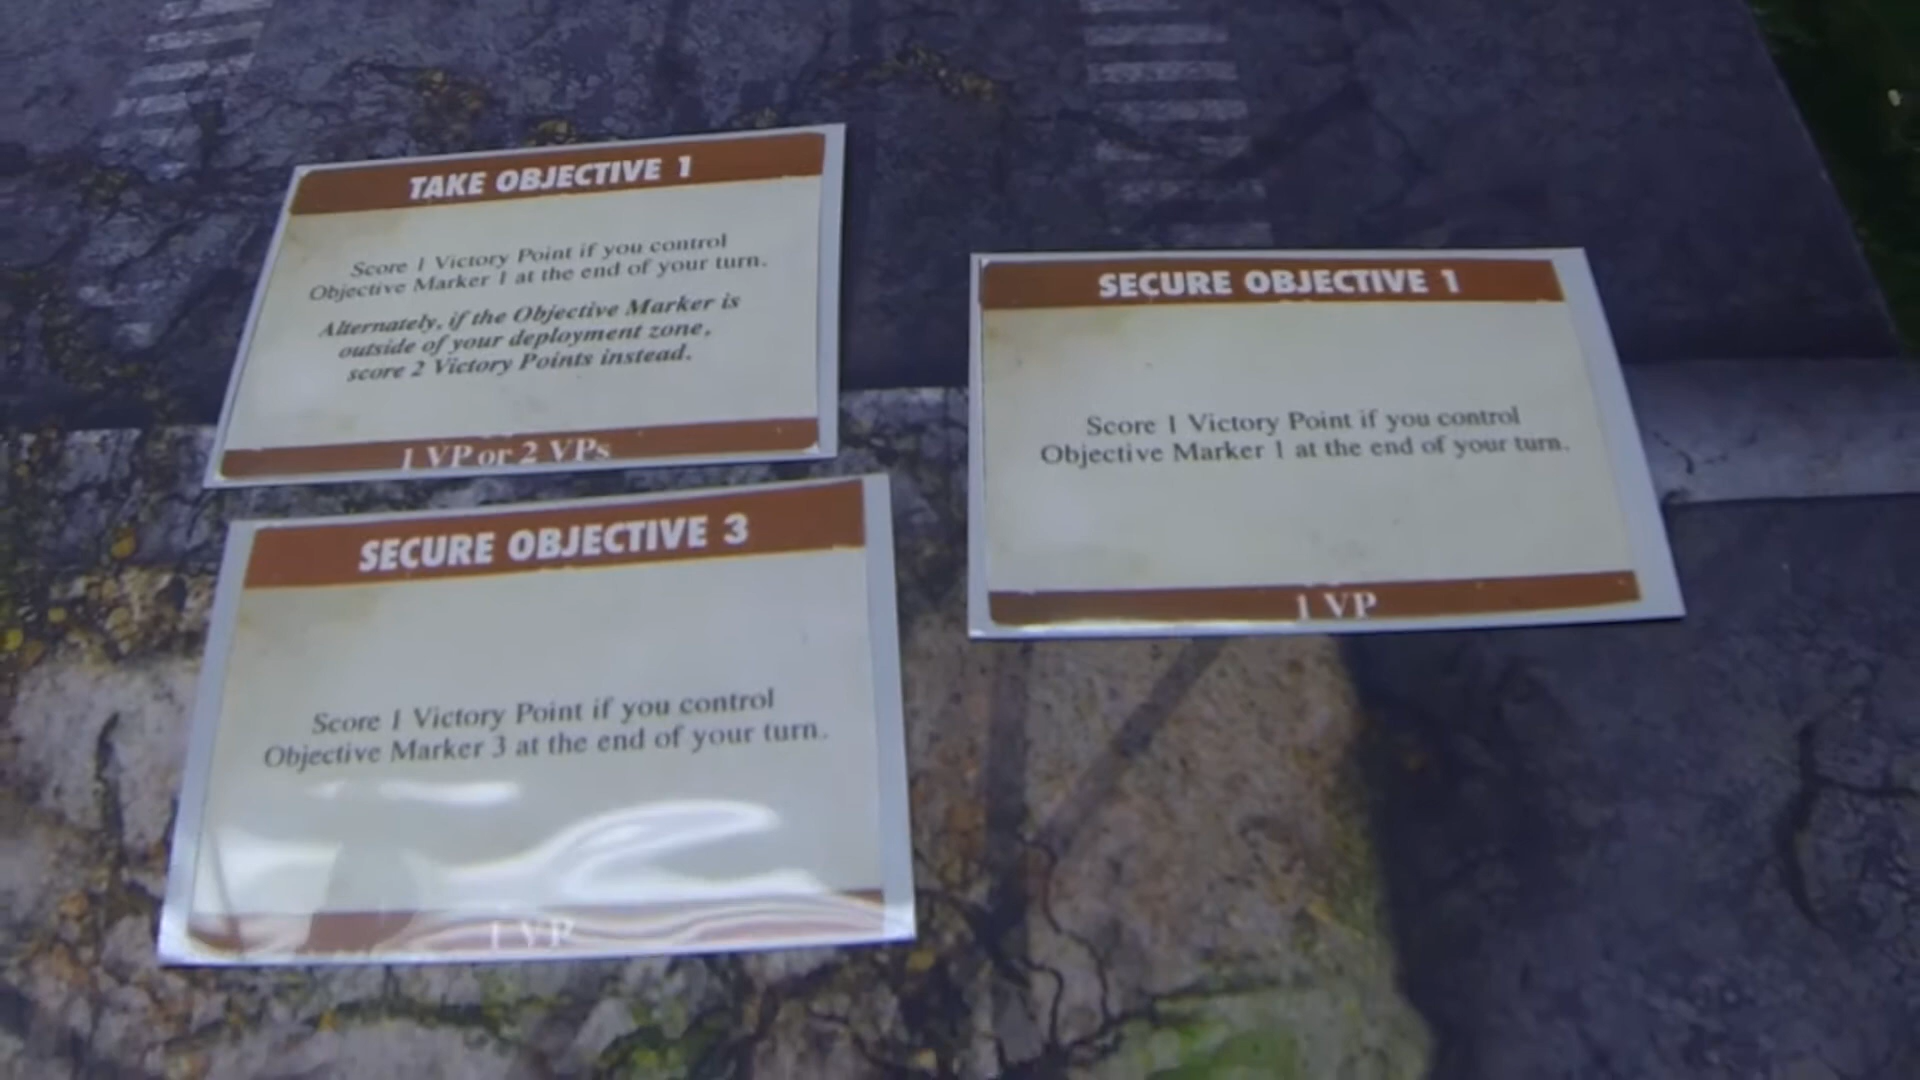 TAKE OBJECTIVE 1
Score 1 Victory Point if you control
Objective Marker 1 at the end of your turn.
Alternately, if the Objective Marker is
outside of your deployment zone,
score 2 Victory Points instead.
1 VP or 2 VPs
SECURE OBJECTIVE 3
Score 1 Victory Point if you control
Objective Marker 3 at the end of your turn.
1 VP
SECURE OBJECTIVE 1
Score 1 Victory Point if you control
Objective Marker 1 at the end of your turn.
1 VP